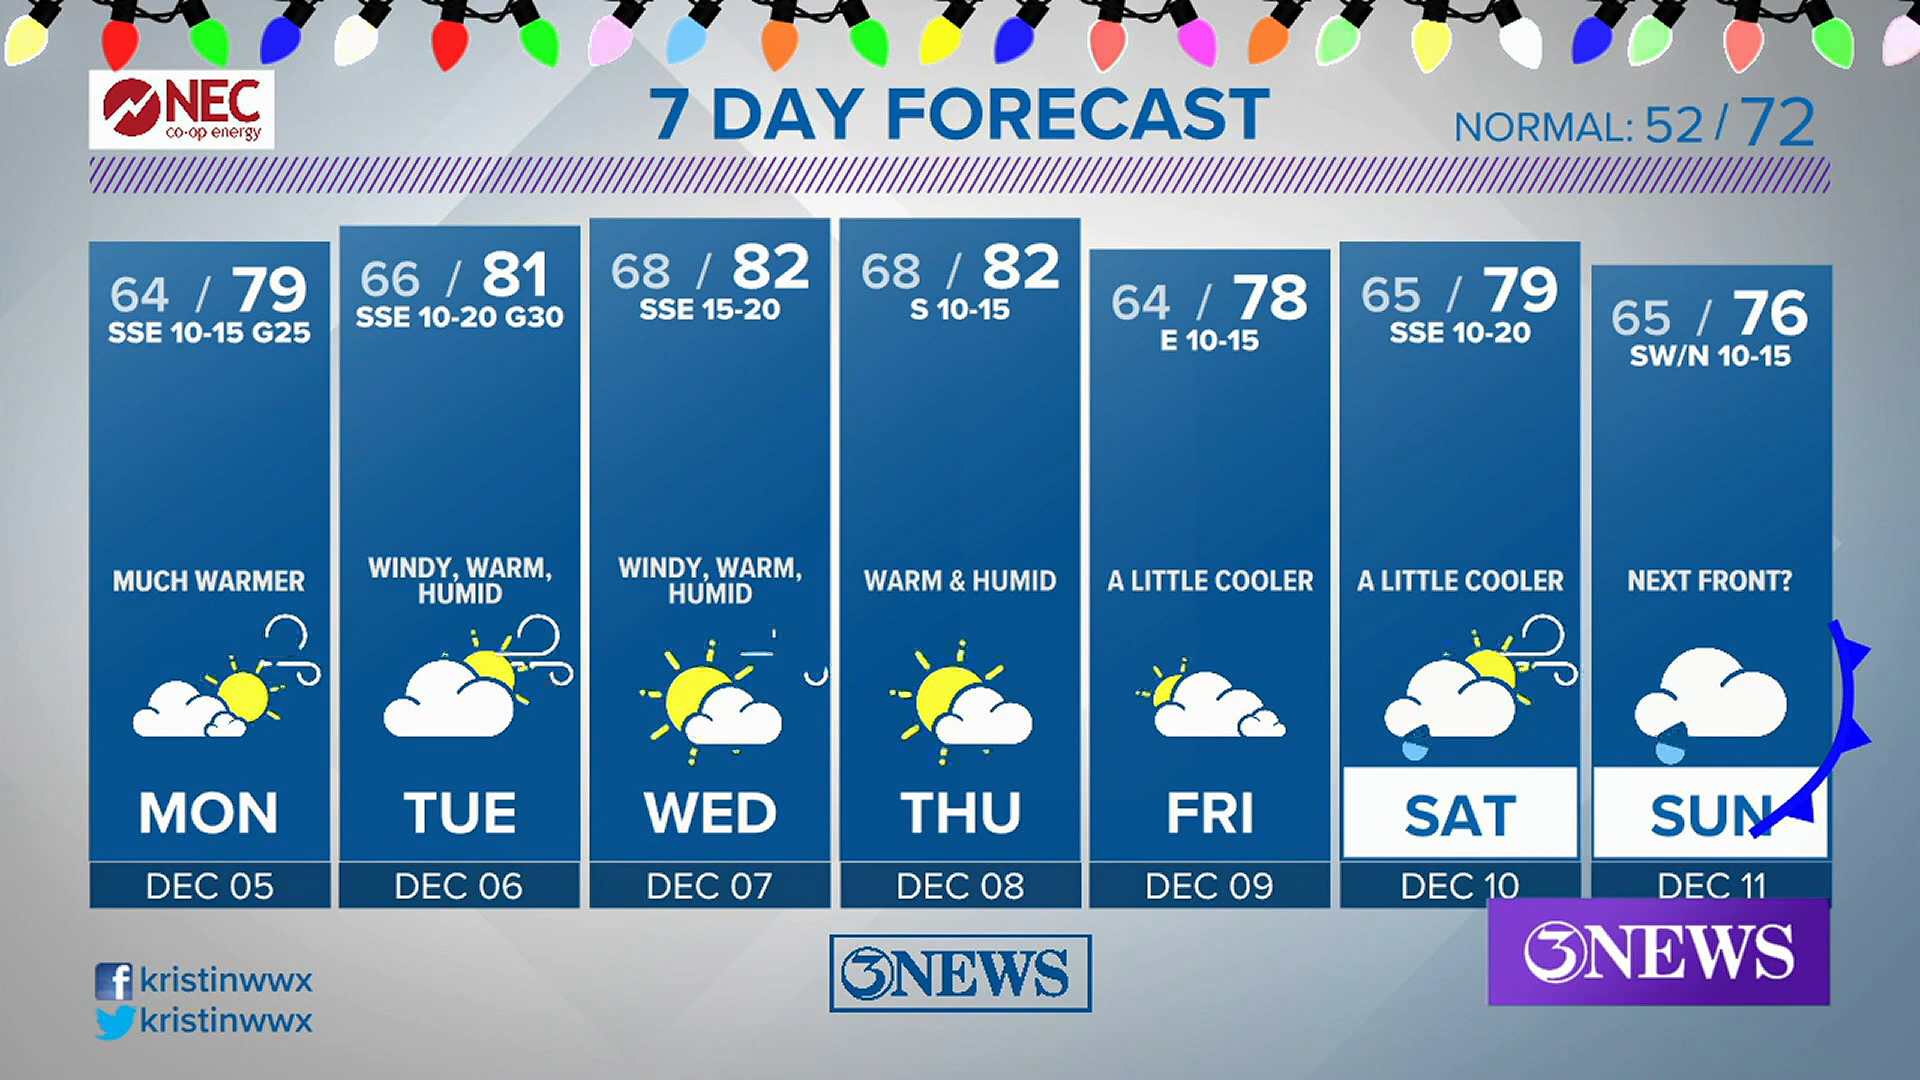 NEC
co-op energy
7 DAY FORECAST
NORMAL: 52 / 72
64 / 79
SSE 10-15 G25
MUCH WARMER
MON
DEC 05
66 / 81
SSE 10-20 G30
WINDY, WARM,
HUMID
TUE
DEC 06
68 / 82
SSE 15-20
WINDY, WARM,
HUMID
WED
DEC 07
68 / 82
S 10-15
WARM & HUMID
THU
DEC 08
64 / 78
E 10-15
A LITTLE COOLER
FRI
DEC 09
65 / 79
SSE 10-20
A LITTLE COOLER
SAT
DEC 10
65 / 76
SW/N 10-15
NEXT FRONT?
SUN
DEC 11
f kristinwwx
kristinwwx
3NEWS
3NEWS